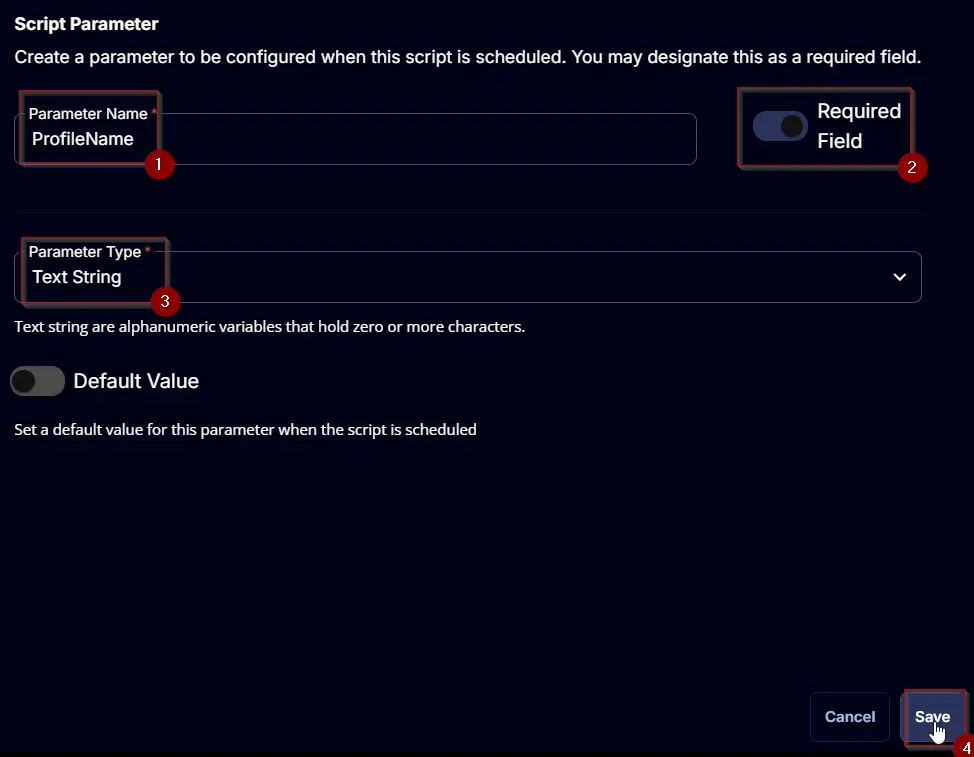 Script Parameter
Create a parameter to be configured when this script is scheduled. You may designate this as a required field.
Parameter Name *
ProfileName
1
Required
Field
2
Parameter Type *
Text String
3
Text string are alphanumeric variables that hold zero or more characters.
Default Value
Set a default value for this parameter when the script is scheduled
Cancel
Save
4